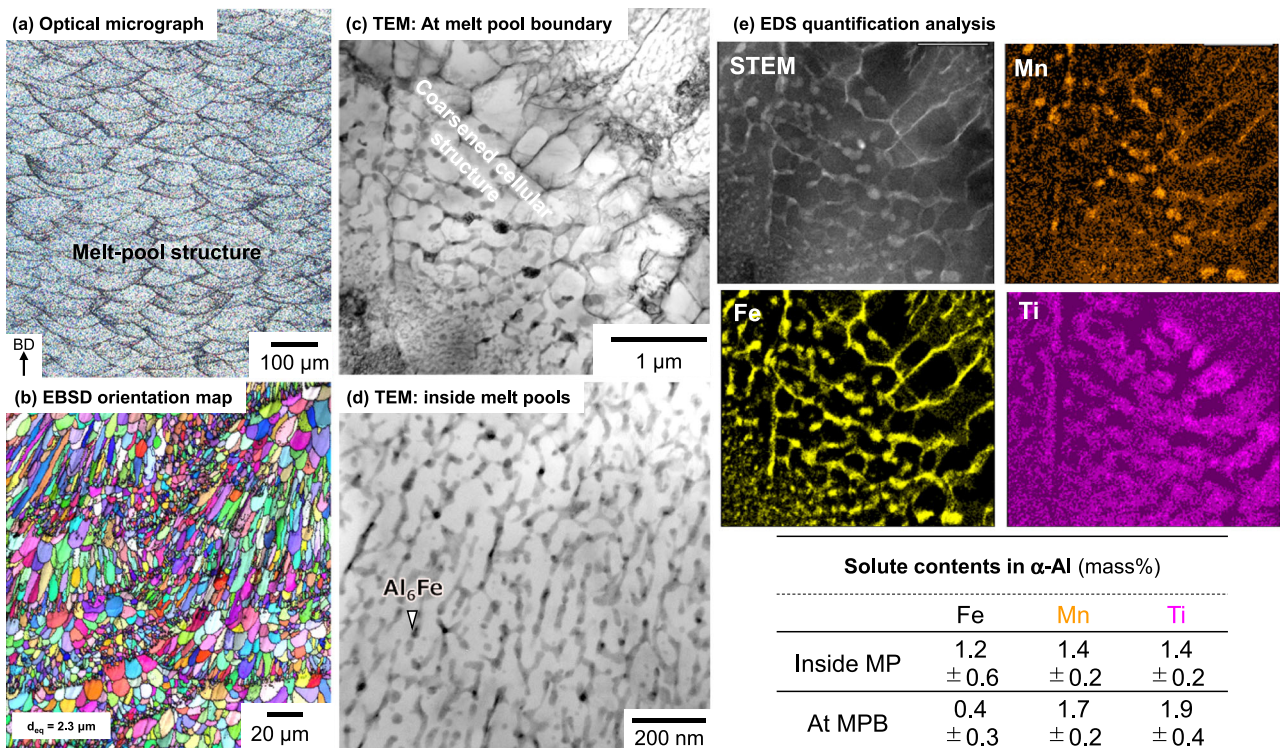 (a) Optical micrograph
Melt-pool structure
BD
100 µm
(b) EBSD orientation map
d_eq = 2.3 µm
20 µm
(c) TEM: At melt pool boundary
Coarsened cellular
structure
1 µm
(d) TEM: inside melt pools
Al₆Fe
200 nm
(e) EDS quantification analysis
STEM
Mn
Fe
Ti
Solute contents in α-Al (mass%)
Fe Mn Ti
Inside MP 1.2 ± 0.6 1.4 ± 0.2 1.4 ± 0.2
At MPB 0.4 ± 0.3 1.7 ± 0.2 1.9 ± 0.4